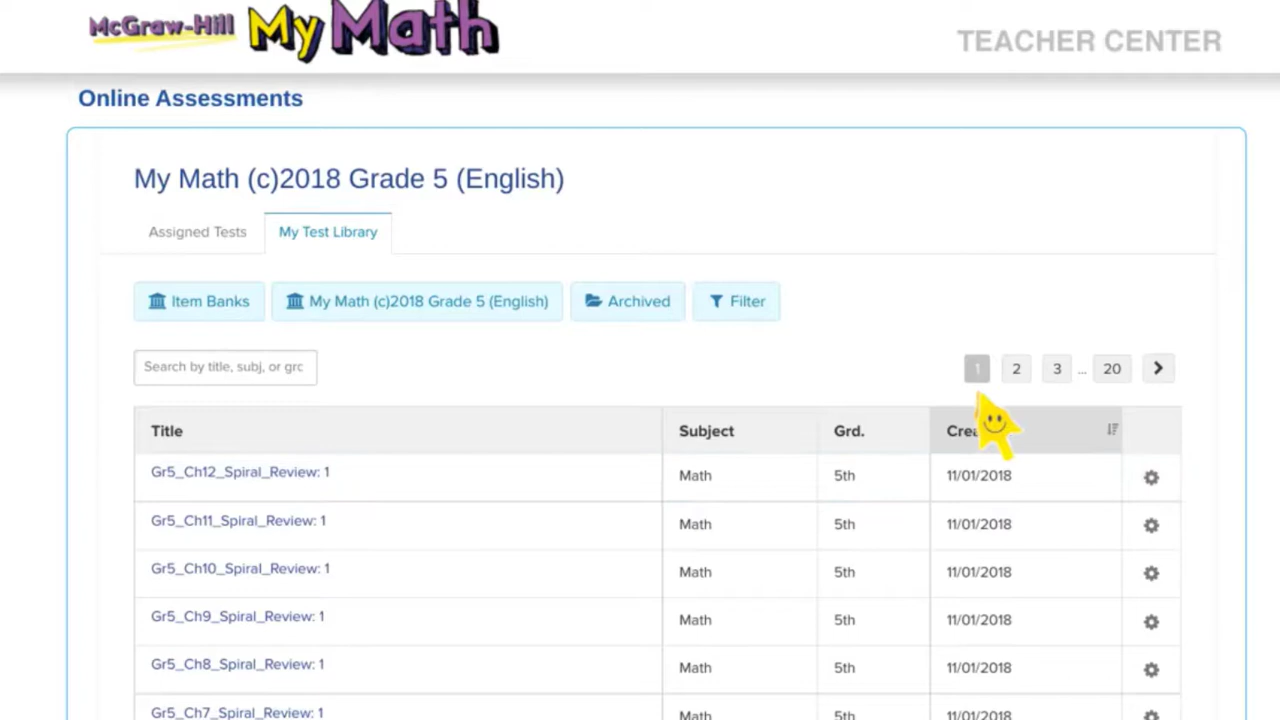 McGraw-Hill My Math
TEACHER CENTER
Online Assessments
My Math (c)2018 Grade 5 (English)
Assigned Tests My Test Library
Item Banks My Math (c)2018 Grade 5 (English) Archived Filter
Search by title, subj, or grc
1 2 3 ... 20
Title Subject Grd.
Gr5_Ch12_Spiral_Review: 1 Math 5th 11/01/2018
Gr5_Ch11_Spiral_Review: 1 Math 5th 11/01/2018
Gr5_Ch10_Spiral_Review: 1 Math 5th 11/01/2018
Gr5_Ch9_Spiral_Review: 1 Math 5th 11/01/2018
Gr5_Ch8_Spiral_Review: 1 Math 5th 11/01/2018
Gr5_Ch7_Spiral_Review: 1 Math 5th 11/01/2018